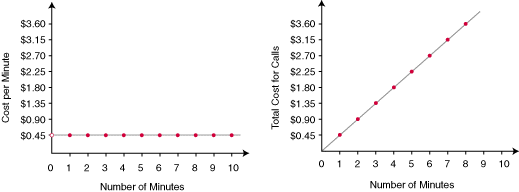 Cost per Minute
$3.60
$3.15
$2.70
$2.25
$1.80
$1.35
$0.90
$0.45
0 1 2 3 4 5 6 7 8 9 10
Number of Minutes
Total Cost for Calls
$3.60
$3.15
$2.70
$2.25
$1.80
$1.35
$0.90
$0.45
0 1 2 3 4 5 6 7 8 9 10
Number of Minutes